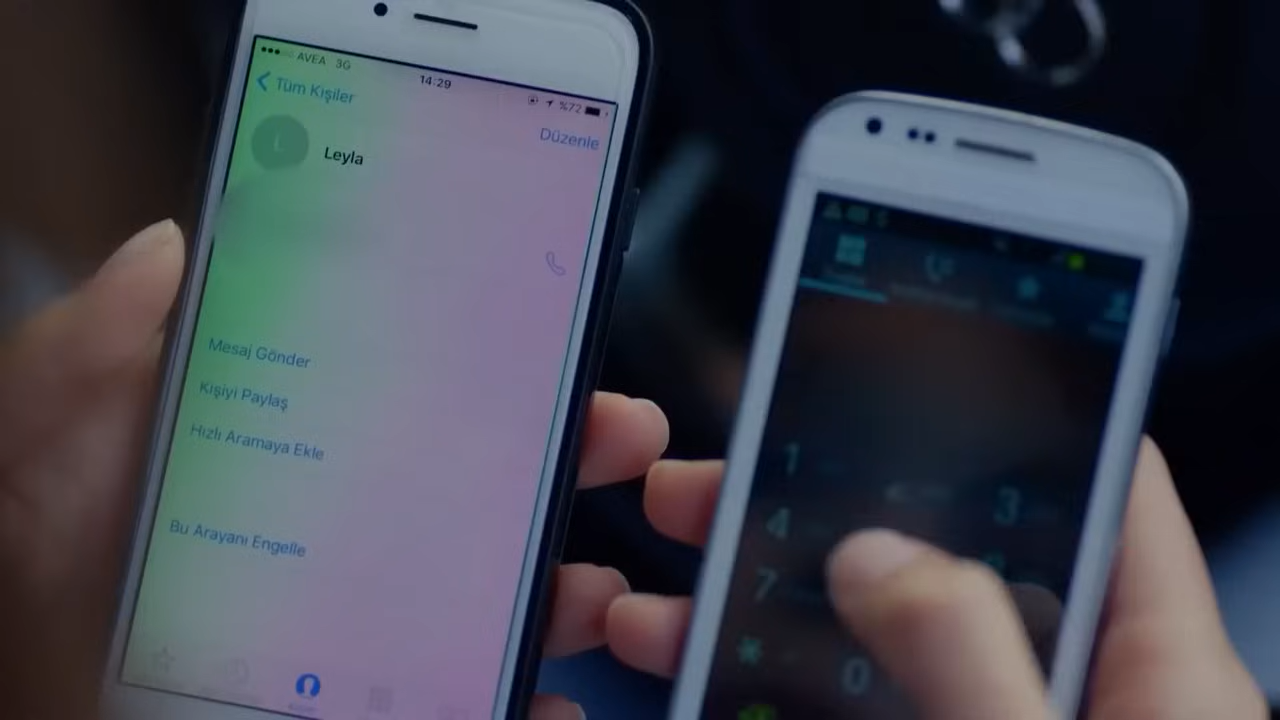 AVEA 3G
14:29
%72
Tüm Kişiler
Düzenle
L
Leyla
Mesaj Gönder
Kişiyi Paylaş
Hızlı Aramaya Ekle
Bu Arayanı Engelle
1
3
4
7
*
0